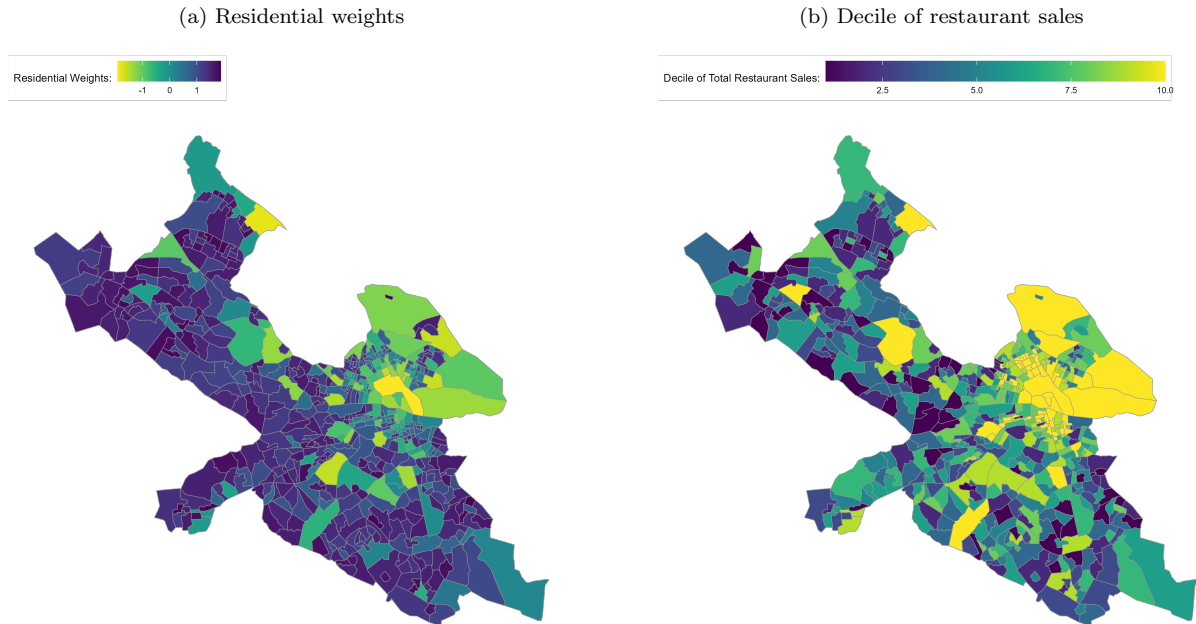 (a) Residential weights
(b) Decile of restaurant sales
Residential Weights:
-1 0 1
Decile of Total Restaurant Sales:
2.5 5.0 7.5 10.0